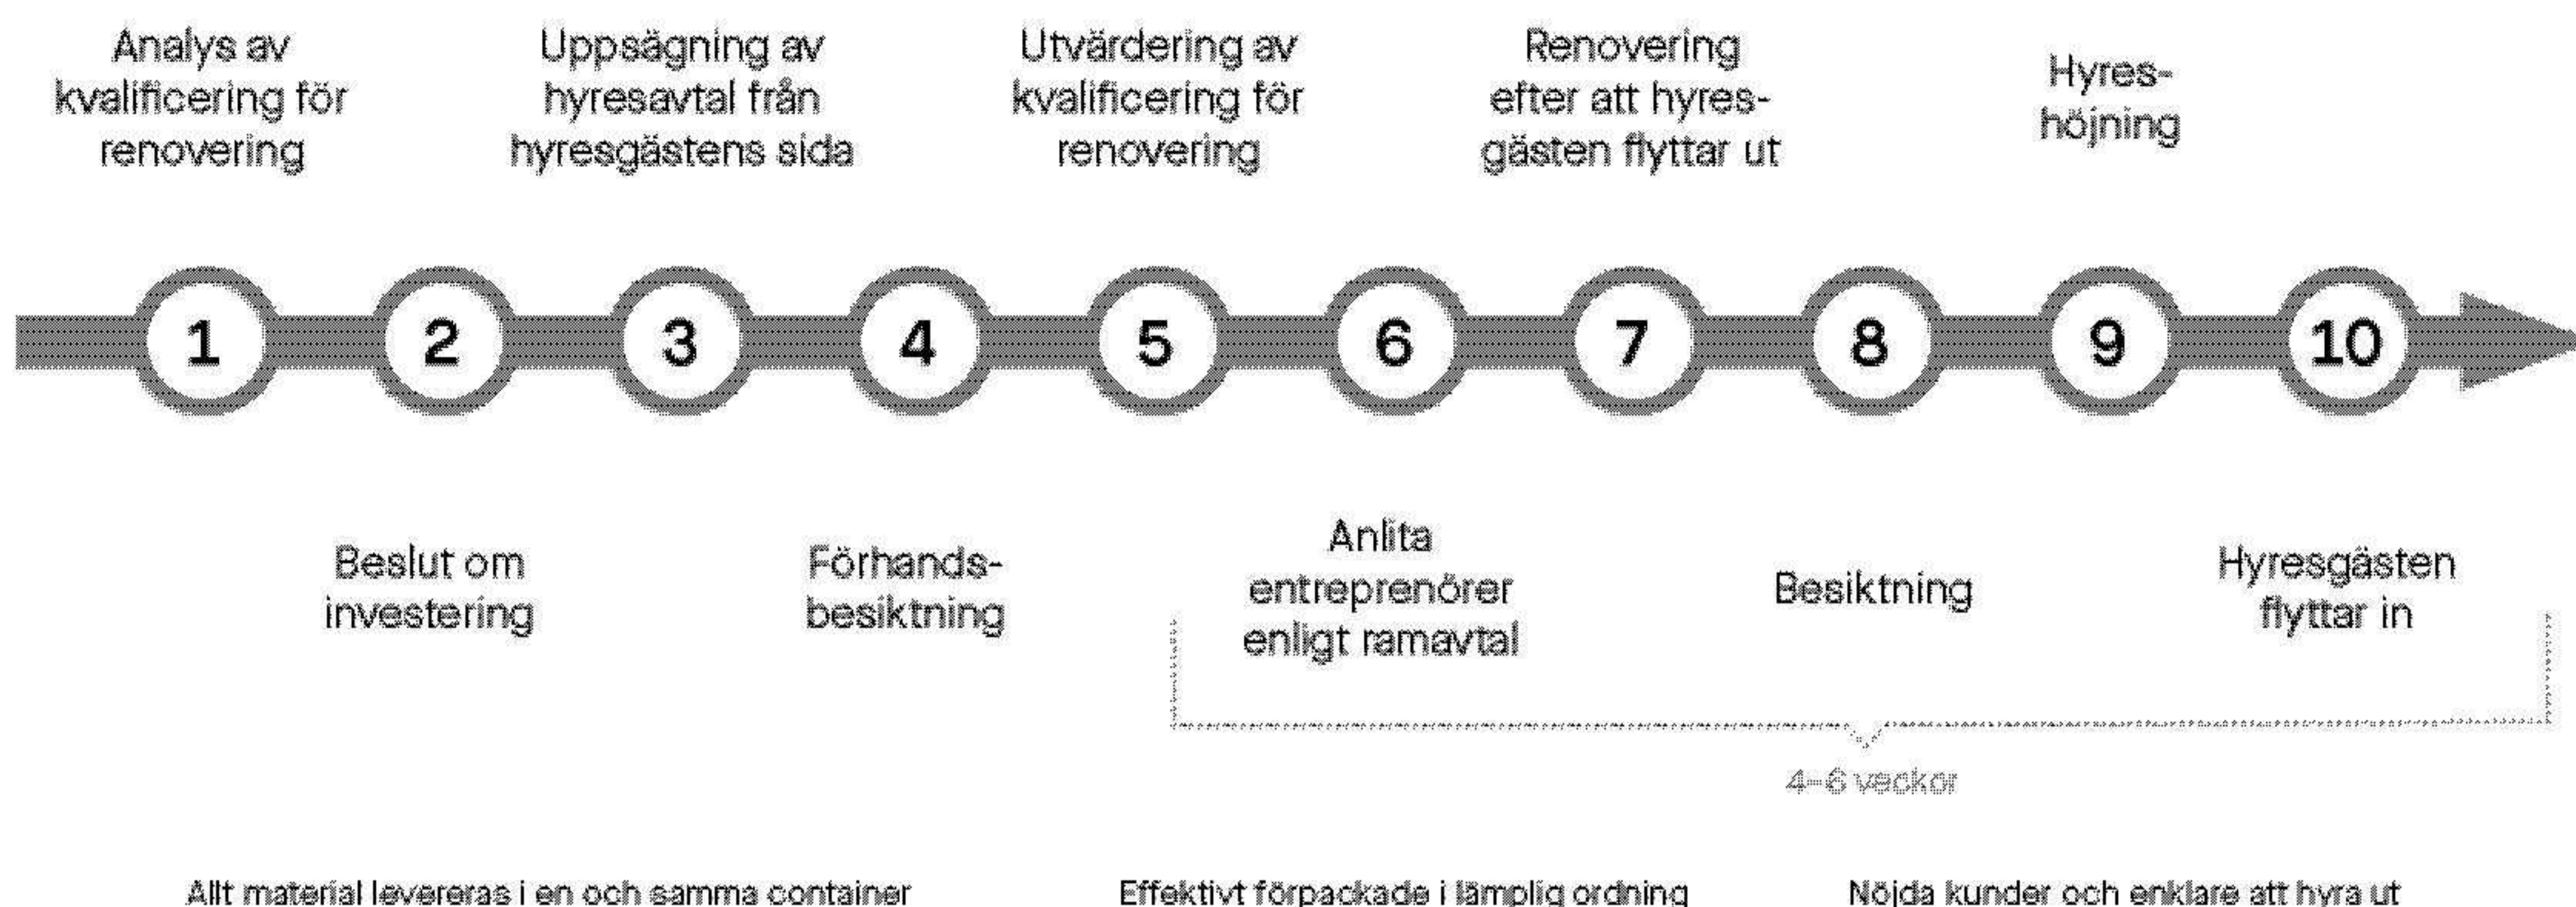 Analys av
kvalificering för
renovering
Uppsägning av
hyresavtal från
hyresgästens sida
Utvärdering av
kvalificering för
renovering
Renovering
efter att hyres-
gästen flyttar ut
Hyres-
höjning
1 2 3 4 5 6 7 8 9 10
Beslut om
investering
Förhands-
besiktning
Anlita
entreprenörer
enligt ramavtal
Besiktning
Hyresgästen
flyttar in
4–6 veckor
Allt material levereras i en och samma container
Effektivt förpackade i lämplig ordning
Nöjda kunder och enklare att hyra ut